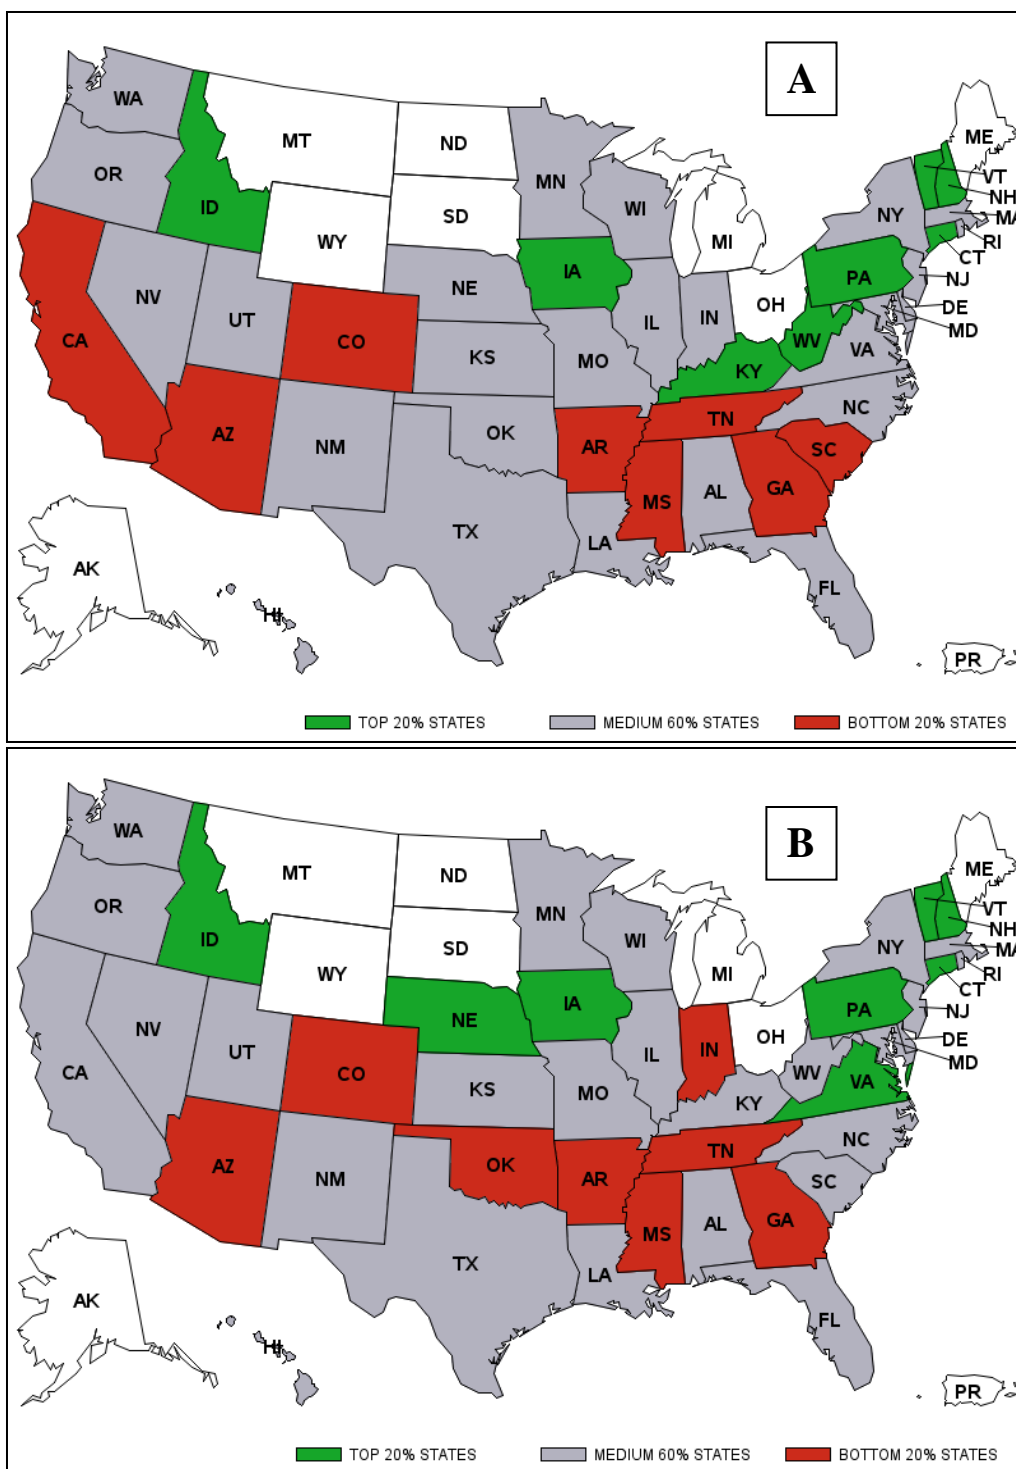 A
WA
MT
ND
ME
OR
MN
VT
ID
SD
WI
NH
NY
MA
WY
MI
RI
IA
CT
PA
NJ
NE
NV
OH
DE
UT
IL
IN
MD
CA
CO
WV
VA
KS
MO
KY
NC
TN
AZ
OK
NM
AR
SC
AL
GA
MS
TX
LA
AK
FL
HI
PR
TOP 20% STATES
MEDIUM 60% STATES
BOTTOM 20% STATES
B
WA
MT
ND
ME
OR
MN
VT
ID
SD
WI
NH
NY
MA
WY
MI
RI
IA
CT
PA
NJ
NE
NV
OH
DE
UT
IL
IN
MD
CA
CO
WV
VA
KS
MO
KY
NC
TN
AZ
OK
NM
AR
SC
AL
GA
MS
TX
LA
AK
FL
HI
PR
TOP 20% STATES
MEDIUM 60% STATES
BOTTOM 20% STATES